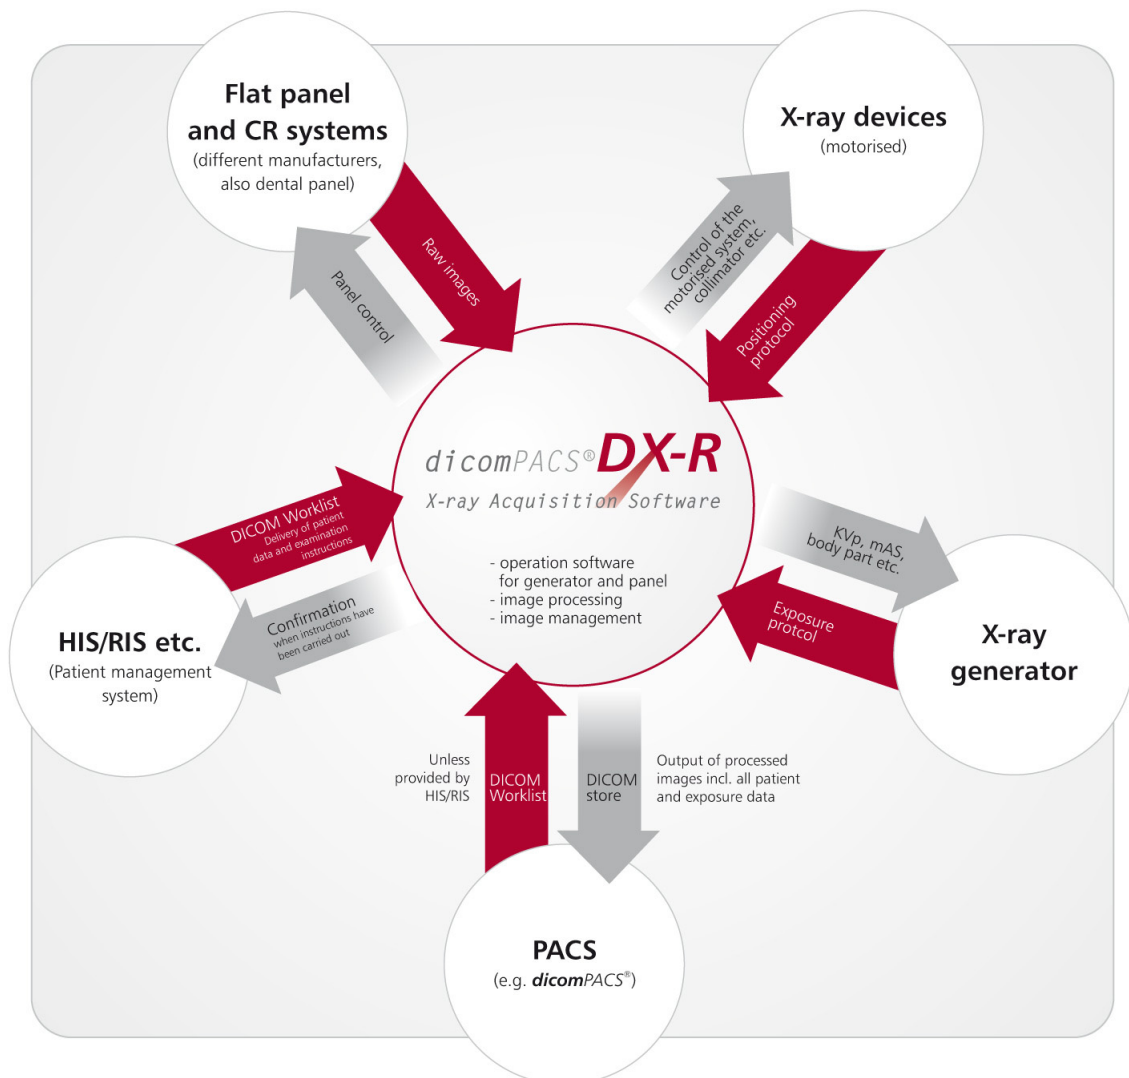 Flat panel
and CR systems
(different manufacturers,
also dental panel)
X-ray devices
(motorised)
Raw images
Panel control
Control of the
motorised system,
collimator etc.
Positioning
protocol
dicomPACS® DX-R
X-ray Acquisition Software
- operation software
for generator and panel
- image processing
- image management
DICOM Worklist
Delivery of patient
data and examination
instructions
Confirmation
when instructions have
been carried out
HIS/RIS etc.
(Patient management
system)
KVp, mAS,
body part etc.
Exposure
protcol
X-ray
generator
Unless
provided by
HIS/RIS
DICOM
Worklist
DICOM
store
Output of processed
images incl. all patient
and exposure data
PACS
(e.g. dicomPACS®)